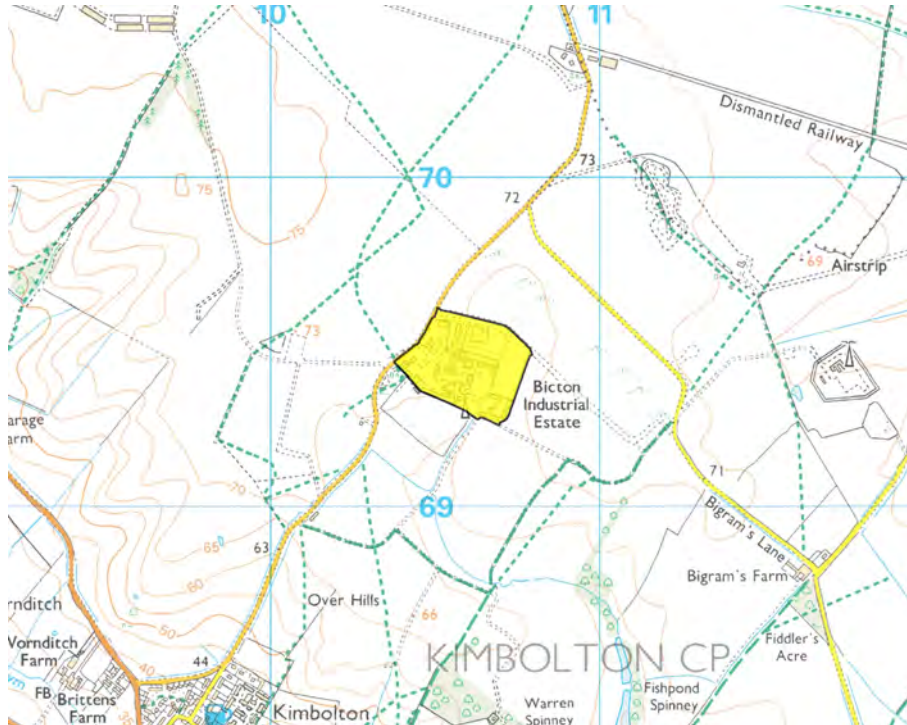 10
11
Dismantled Railway
70
73
72
75
75
69
Airstrip
73
Bicton
Industrial
Estate
arage
arm
70
69
71
Bigram's Lane
63
65
60
Bigram's Farm
Over Hills
66
rnditch
50
Fiddler's
Acre
Vornditch
Farm
44
40
KIMBOLTON CP
FB
Brittens
Farm
Kimbolton
Warren
Spinney
Fishpond
Spinney